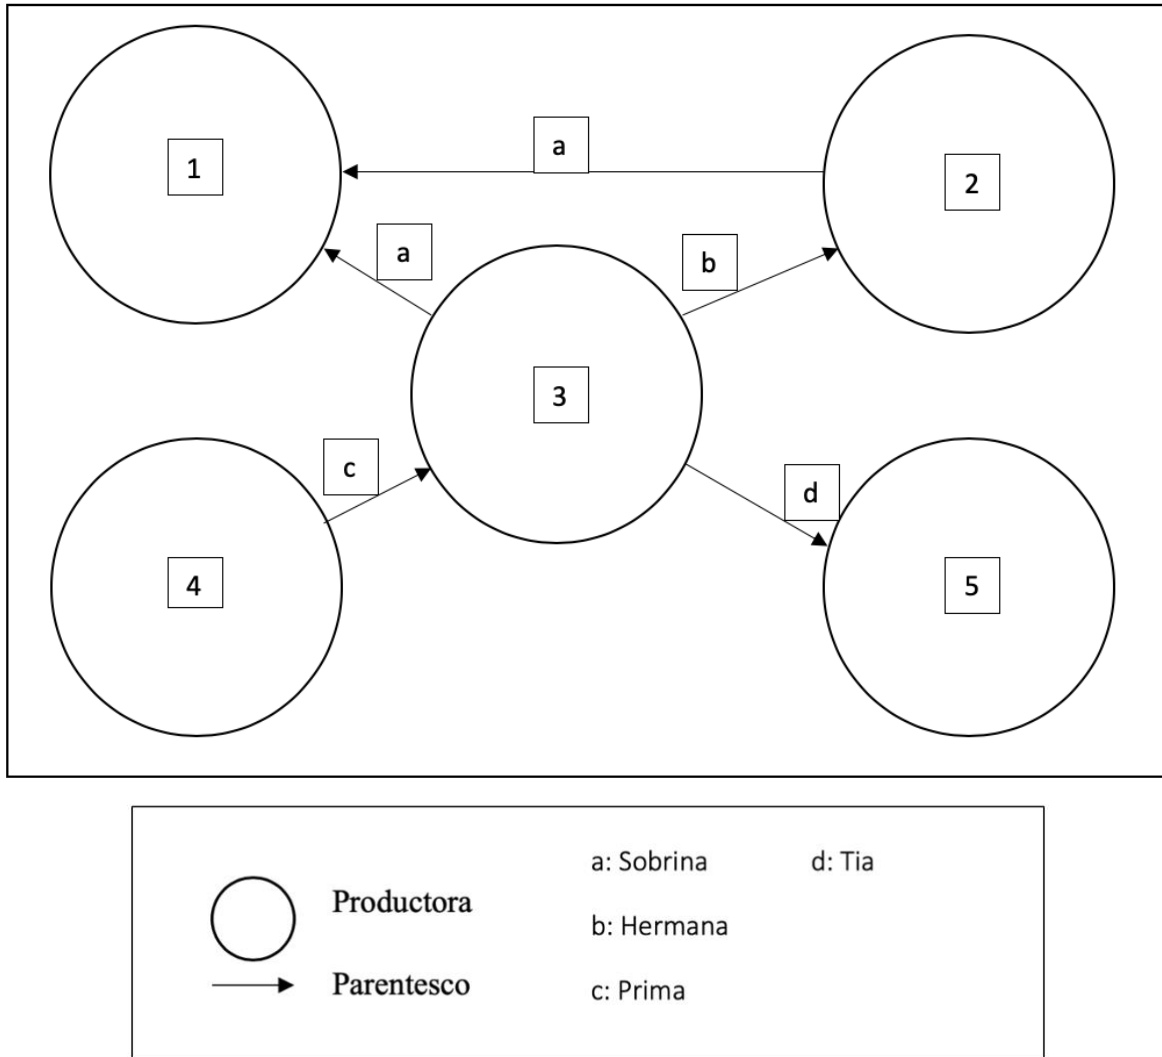 1
a
2
a
b
3
c
d
4
5
a: Sobrina
d: Tia
Productora
b: Hermana
Parentesco
c: Prima